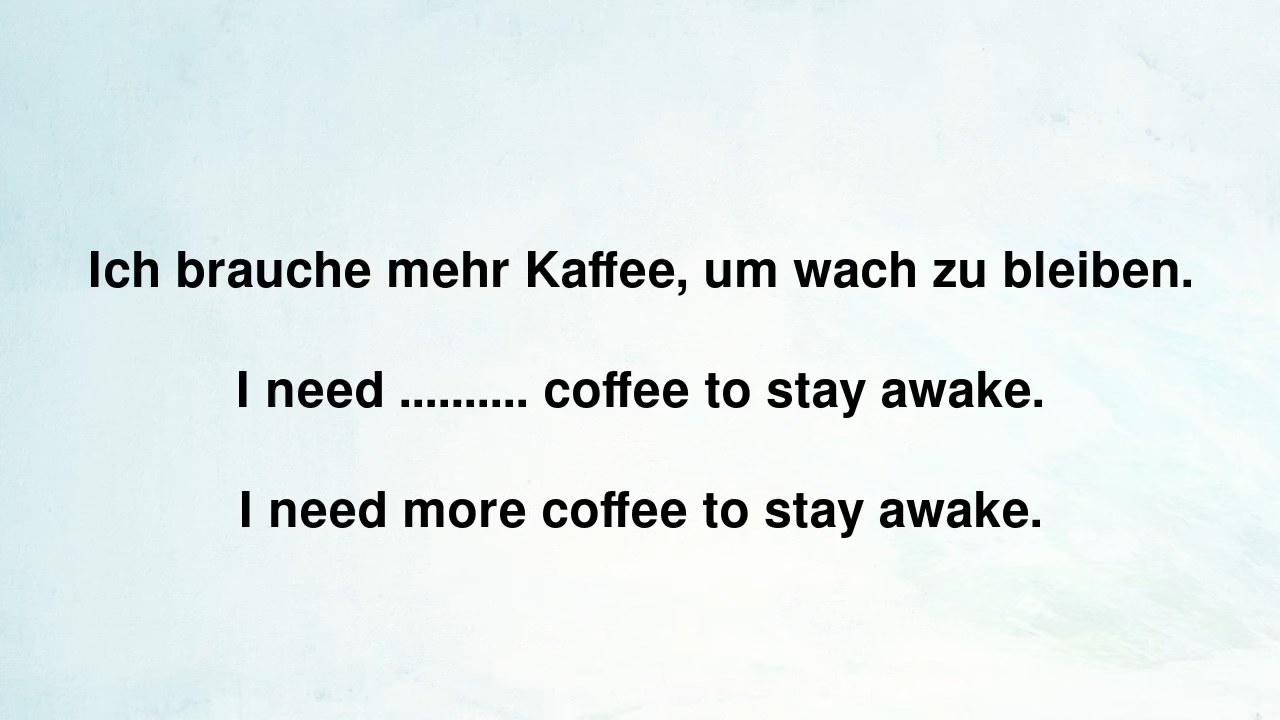 Ich brauche mehr Kaffee, um wach zu bleiben.
I need .......... coffee to stay awake.
I need more coffee to stay awake.